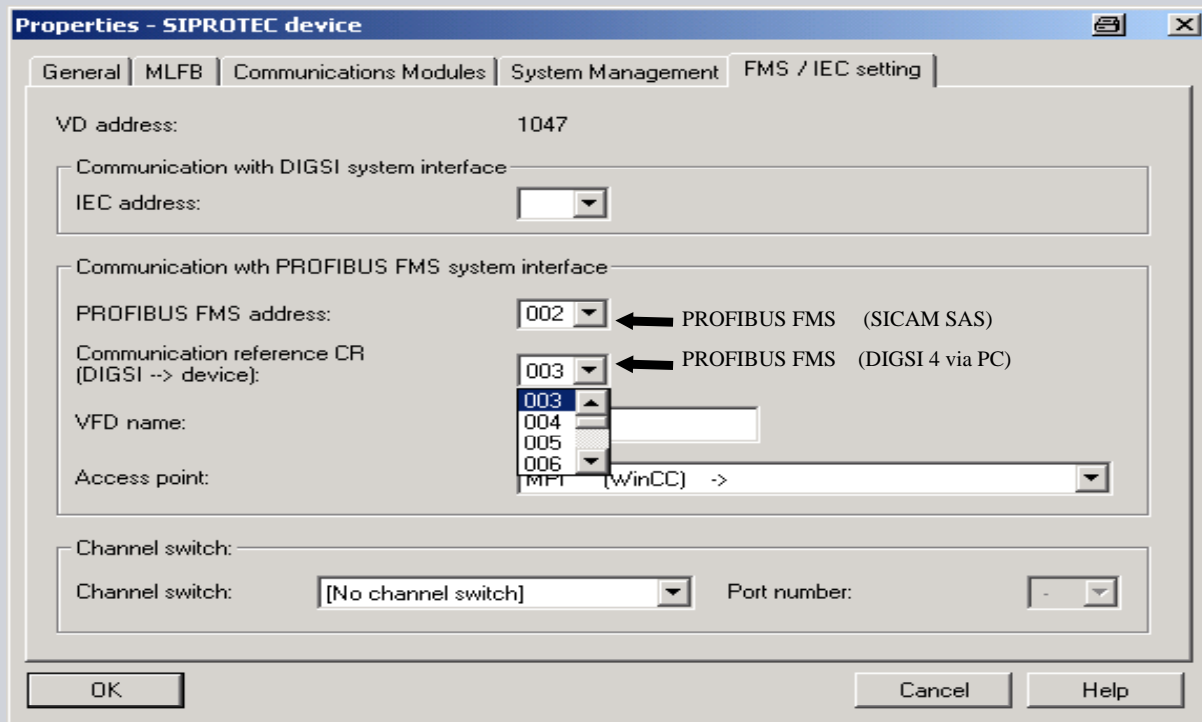 Properties - SIPROTEC device
General MLFB Communications Modules System Management FMS / IEC setting
VD address: 1047
Communication with DIGSI system interface
IEC address:
Communication wth PROFIBUS FMS system interface
PROFIBUS FMS address: 002 PROFIBUS FMS (SICAM SAS)
Communication reference CR
(DIGSI --> device): 003 PROFIBUS FMS (DIGSI 4 via PC)
003
004
VFD name:
005
006
Access point: MPI (WinCC) ->
Channel switch:
Channel switch: [No channel switch] Port number: -
OK Cancel Help